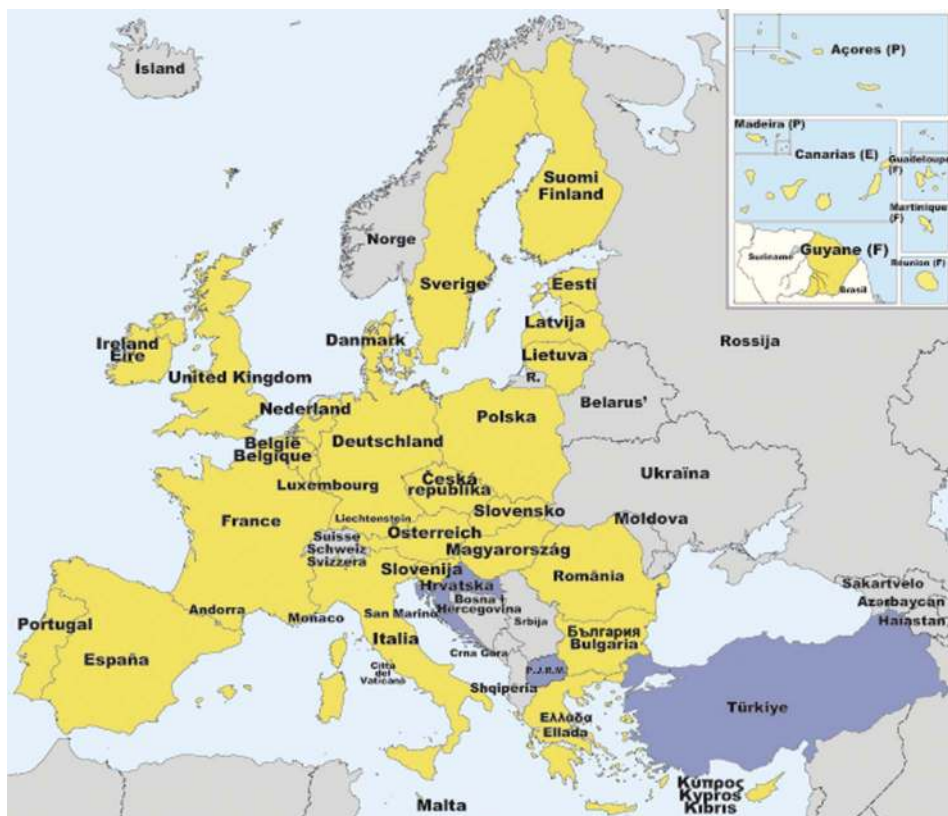 Ísland
Açores (P)
Madeira (P)
Canarias (E)
Guadeloupe
(F)
Martinique
(F)
Guyane (F)
Suriname
Brasil
Réunion (F)
Suomi
Finland
Norge
Sverige
Eesti
Latvija
Lietuva
R.
Rossija
Danmark
Ireland
Éire
United Kingdom
Nederland
België
Belgique
Deutschland
Polska
Belarus'
Luxembourg
Česká
republika
Ukraïna
France
Slovensko
Liechtenstein
Österreich
Moldova
Suisse
Schweiz
Svizzera
Magyarország
Slovenija
România
Hrvatska
Bosna i
Hercegovina
Srbija
Sakartvelo
Azərbaycan
Haiastan
Portugal
España
Andorra
Monaco
San Marino
Italia
Città
del
Vaticano
Crna Gora
България
Bulgaria
P.J.R.M.
Shqipëria
Ελλάδα
Ellada
Türkiye
Malta
Κύπρος
Kypros
Kıbrıs